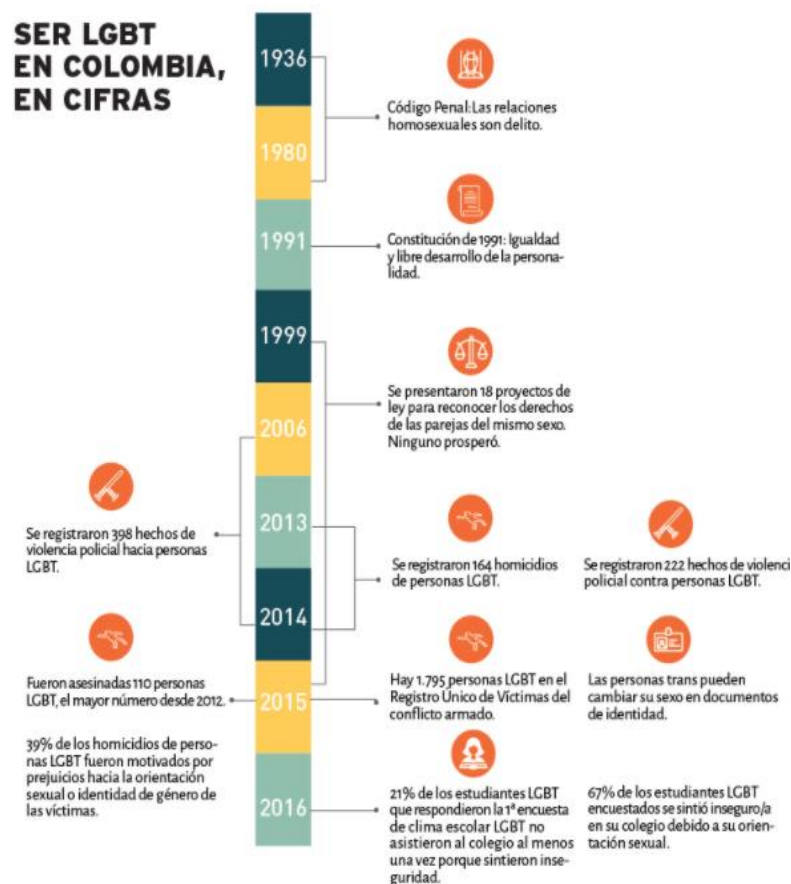 SER LGBT
EN COLOMBIA,
EN CIFRAS
1936
1980
1991
1999
2006
2013
2014
2015
2016
Código Penal:Las relaciones
homosexuales son delito.
Constitución de 1991: Igualdad
y libre desarrollo de la persona-
lidad.
Se presentaron 18 proyectos de
ley para reconocer los derechos
de las parejas del mismo sexo.
Ninguno prosperó.
Se registraron 398 hechos de
violencia policial hacia personas
LGBT.
Se registraron 164 homicidios
de personas LGBT.
Se registraron 222 hechos de violenci
policial contra personas LGBT.
Fueron asesinadas 110 personas
LGBT, el mayor número desde 2012.
39% de los homicidios de perso-
nas LGBT fueron motivados por
prejuicios hacia la orientación
sexual o identidad de género de
las víctimas.
Hay 1.795 personas LGBT en el
Registro Único de Víctimas del
conflicto armado.
Las personas trans pueden
cambiar su sexo en documentos
de identidad.
21% de los estudiantes LGBT
que respondieron la 1ª encuesta
de clima escolar LGBT no
asistieron al colegio al menos
una vez porque sintieron inse-
guridad.
67% de los estudiantes LGBT
encuestados se sintió inseguro/a
en su colegio debido a su orien-
tación sexual.